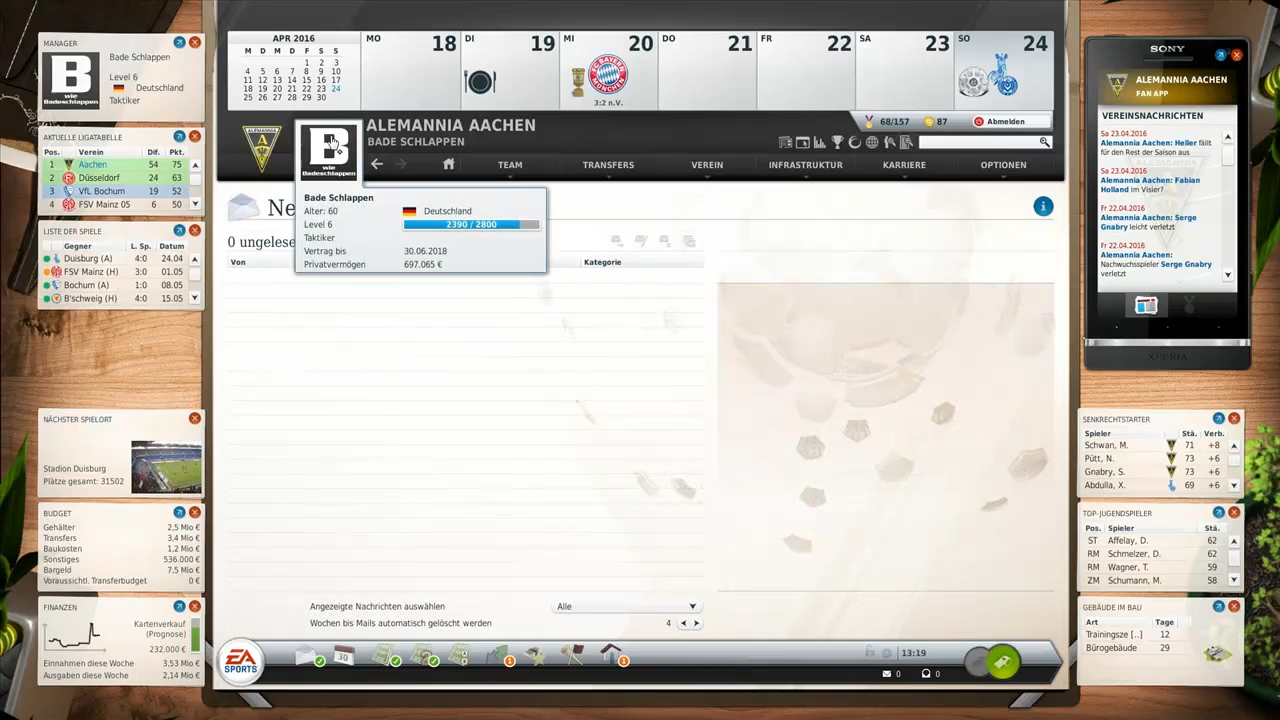 MANAGER
B
wie
Badeschlappen
Bade Schlappen
Level 6
Deutschland
Taktiker
AKTUELLE LIGATABELLE
Pos. Verein Dif. Pkt.
1 Aachen 54 75
2 Düsseldorf 24 63
3 VfL Bochum 19 52
4 FSV Mainz 05 6 50
LISTE DER SPIELE
Gegner L. Sp. Datum
Duisburg (A) 4:0 24.04
FSV Mainz (H) 3:0 01.05
Bochum (A) 1:0 08.05
B'schweig (H) 4:0 15.05
NÄCHSTER SPIELORT
Stadion Duisburg
Plätze gesamt: 31502
BUDGET
Gehälter 2,5 Mio €
Transfers 3,4 Mio €
Baukosten 1,2 Mio €
Sonstiges 536.000 €
Bargeld 7,5 Mio €
Voraussichtl. Transferbudget 0 €
FINANZEN
Kartenverkauf
(Prognose)
232.000 €
Einnahmen diese Woche 3,53 Mio €
Ausgaben diese Woche 2,14 Mio €
APR 2016
M D M D F S S
1 2 3
4 5 6 7 8 9 10
11 12 13 14 15 16 17
18 19 20 21 22 23 24
25 26 27 28 29 30
MO 18
DI 19
MI 20
3:2 n.V.
DO 21
FR 22
SA 23
SO 24
ALEMANNIA AACHEN
BADE SCHLAPPEN
68/157 87 Abmelden
B
wie
Badeschlappen
TEAM TRANSFERS VEREIN INFRASTRUKTUR KARRIERE OPTIONEN
Bade Schlappen
Alter: 60 Deutschland
Level 6 2390 / 2800
Taktiker
Vertrag bis 30.06.2018
Privatvermögen 697.065 €
Ne
0 ungelese
Von Kategorie
Angezeigte Nachrichten auswählen Alle
Wochen bis Mails automatisch gelöscht werden 4
EA
SPORTS
30
1
1
13:19
0 0
SONY
ALEMANNIA AACHEN
FAN APP
VEREINSNACHRICHTEN
Sa 23.04.2016
Alemannia Aachen: Heller fällt
für den Rest der Saison aus
Sa 23.04.2016
Alemannia Aachen: Fabian
Holland im Visier?
Fr 22.04.2016
Alemannia Aachen: Serge
Gnabry leicht verletzt
Fr 22.04.2016
Alemannia Aachen:
Nachwuchsspieler Serge Gnabry
verletzt
XPERIA
SENKRECHTSTARTER
Spieler Stä. Verb.
Schwan, M. 71 +8
Pütt, N. 73 +6
Gnabry, S. 73 +6
Abdulla, X. 69 +6
TOP-JUGENDSPIELER
Pos. Spieler Stä.
ST Affelay, D. 62
RM Schmelzer, D. 62
RM Wagner, T. 59
ZM Schumann, M. 58
GEBÄUDE IM BAU
Art Tage
Trainingsze [..] 12
Bürogebäude 29